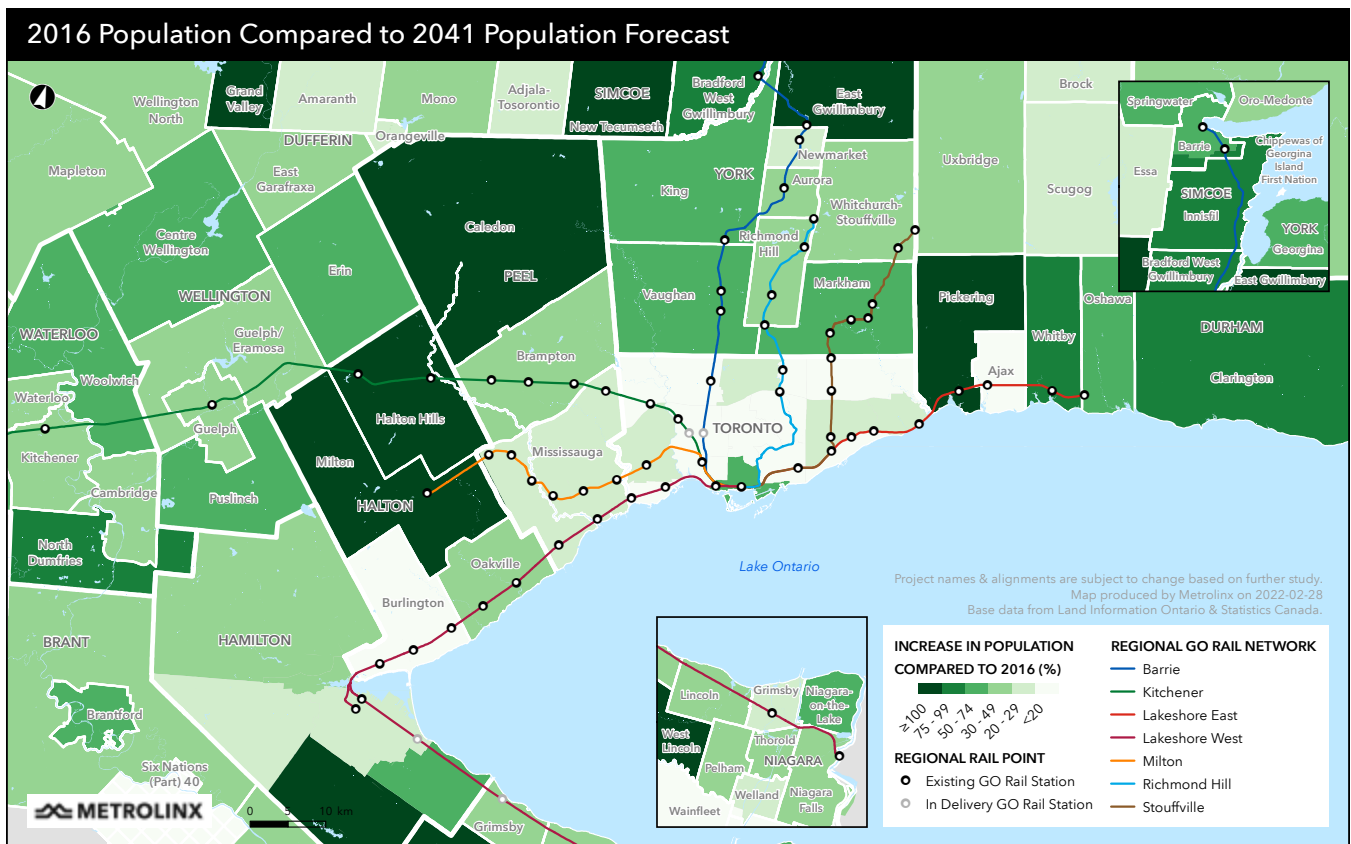 2016 Population Compared to 2041 Population Forecast
Wellington
North
Grand
Valley
Amaranth
Mono
Adjala-
Tosorontio
SIMCOE
New Tecumseth
Bradford
West
Gwillimbury
East
Gwillimbury
Brock
DUFFERIN
Orangeville
Mapleton
East
Garafraxa
Newmarket
YORK
King
Aurora
Whitchurch-
Stouffville
Uxbridge
Scugog
Springwater
Oro-Medonte
Barrie
Chippewas of
Georgina
Island
First Nation
Essa
SIMCOE
Innisfil
YORK
Georgina
Bradford West
Gwillimbury
East Gwillimbury
Centre
Wellington
Caledon
Richmond
Hill
Erin
PEEL
WELLINGTON
Vaughan
Markham
Pickering
Oshawa
WATERLOO
Guelph/
Eramosa
Whitby
DURHAM
Brampton
Woolwich
Ajax
Clarington
Waterloo
Halton Hills
Guelph
TORONTO
Kitchener
Milton
Mississauga
Cambridge
Puslinch
HALTON
North
Dumfries
Oakville
Lake Ontario
Burlington
BRANT
HAMILTON
Brantford
Six Nations
(Part) 40
Grimsby
METROLINX
0 5 10 km
Lincoln
Grimsby
Niagara-
on-the-
Lake
West
Lincoln
Thorold
NIAGARA
Pelham
Welland
Niagara
Falls
Wainfleet
Project names & alignments are subject to change based on further study.
Map produced by Metrolinx on 2022-02-28
Base data from Land Information Ontario & Statistics Canada.
INCREASE IN POPULATION
COMPARED TO 2016 (%)
≥100
75 - 99
50 - 74
30 - 49
20 - 29
<20
REGIONAL RAIL POINT
Existing GO Rail Station
In Delivery GO Rail Station
REGIONAL GO RAIL NETWORK
Barrie
Kitchener
Lakeshore East
Lakeshore West
Milton
Richmond Hill
Stouffville